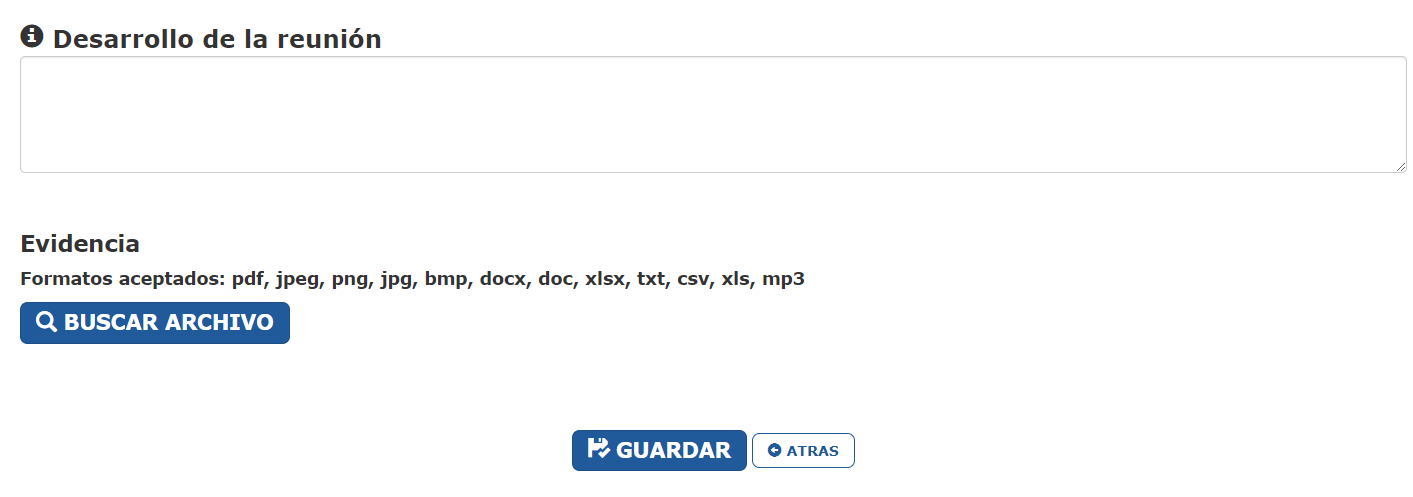 Desarrollo de la reunión
Evidencia
Formatos aceptados: pdf, jpeg, png, jpg, bmp, docx, doc, xlsx, txt, csv, xls, mp3
BUSCAR ARCHIVO
GUARDAR ATRAS